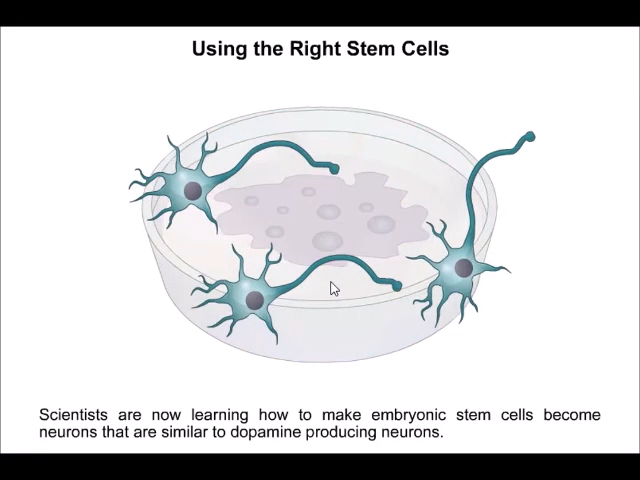 Using the Right Stem Cells
Scientists are now learning how to make embryonic stem cells become
neurons that are similar to dopamine producing neurons.